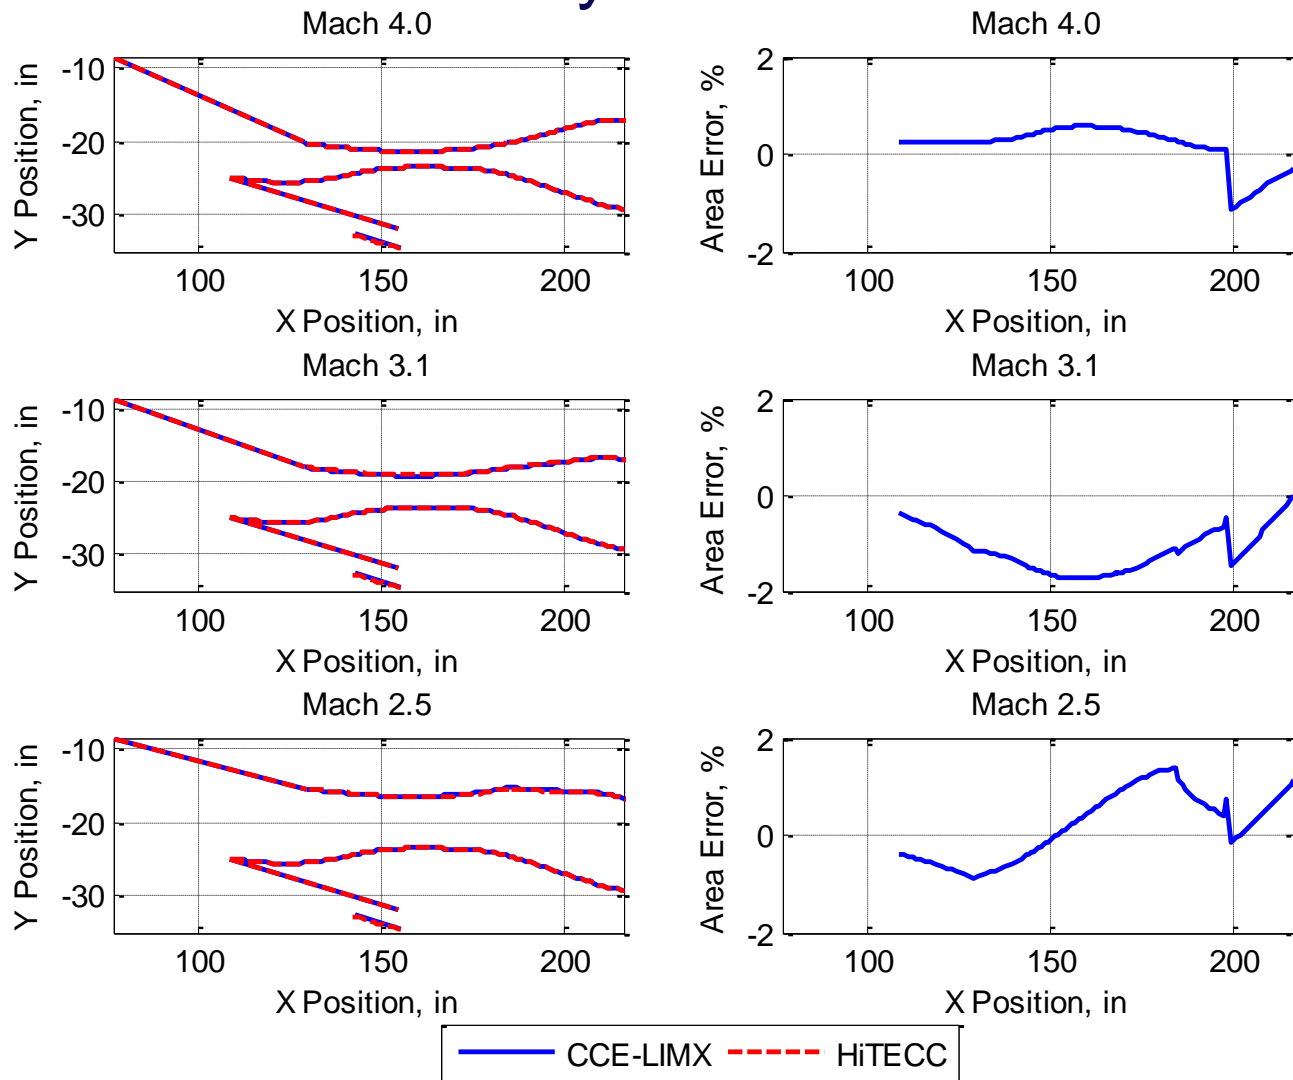 y
Mach 4.0
Y Position, in
-10
-20
-30
100
150
200
X Position, in
Mach 4.0
Area Error, %
2
0
-2
100
150
200
X Position, in
Mach 3.1
Y Position, in
-10
-20
-30
100
150
200
X Position, in
Mach 3.1
Area Error, %
2
0
-2
100
150
200
X Position, in
Mach 2.5
Y Position, in
-10
-20
-30
100
150
200
X Position, in
Mach 2.5
Area Error, %
2
0
-2
100
150
200
X Position, in
CCE-LIMX HiTECC